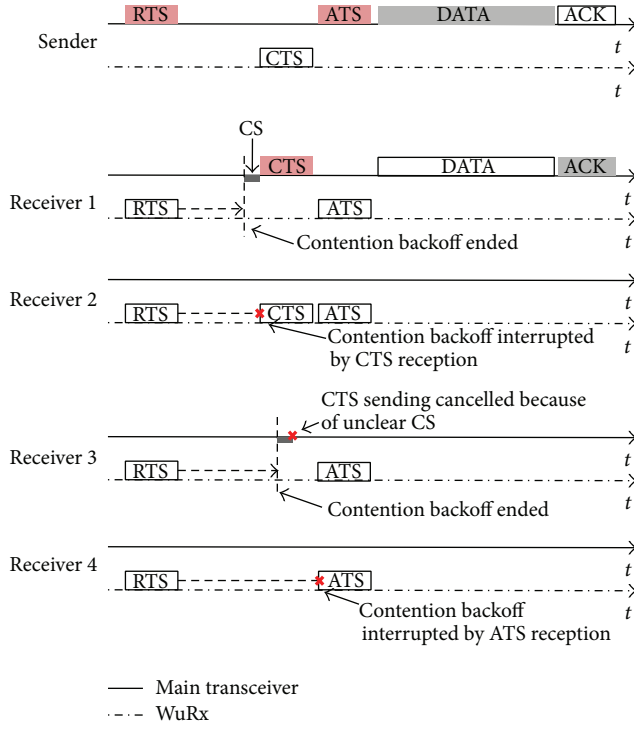 RTS ATS DATA ACK
Sender
t
CTS
t
CS
CTS DATA ACK
t
Receiver 1
RTS ATS
t
Contention backoff ended
t
Receiver 2
RTS CTS ATS
t
Contention backoff interrupted
by CTS reception
CTS sending cancelled because
of unclear CS
t
Receiver 3
RTS ATS
t
Contention backoff ended
t
Receiver 4
RTS ATS
t
Contention backoff
interrupted by ATS reception
Main transceiver
WuRx